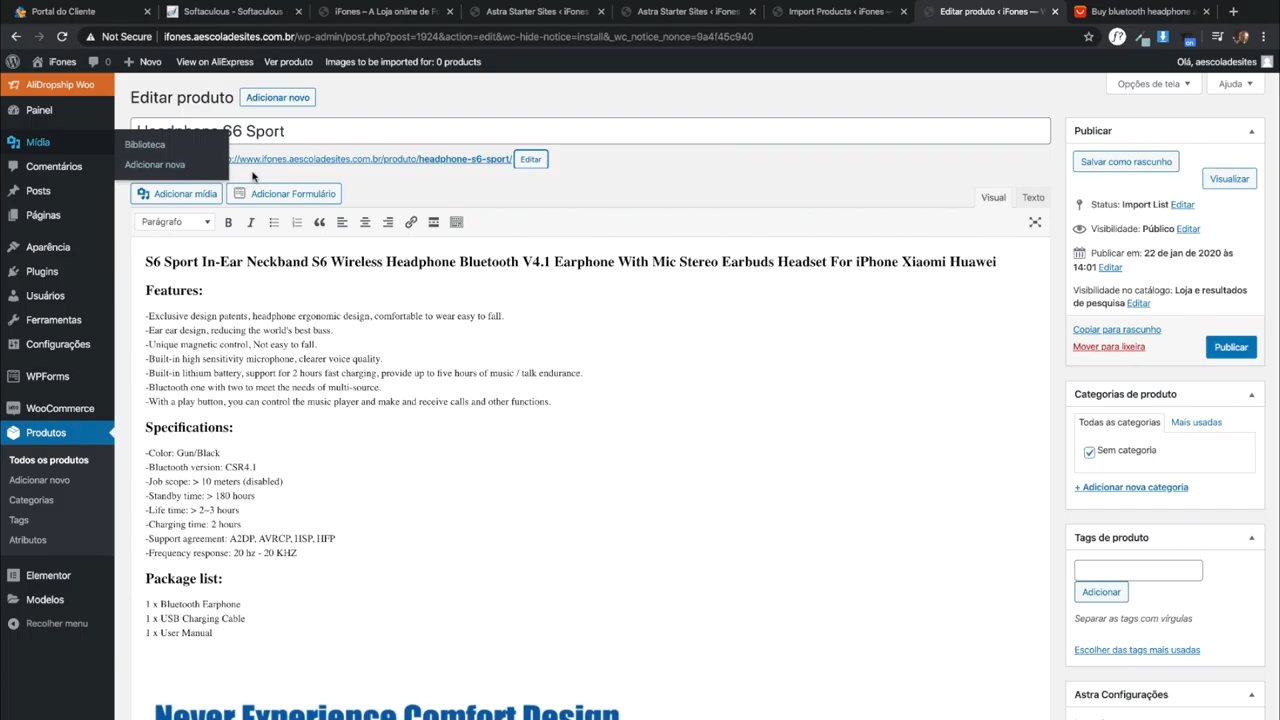 Portal do Cliente
Softaculous - Softaculous -
iFones – A Loja online de F
Astra Starter Sites ‹ iFones
Astra Starter Sites ‹ iFones
Import Products ‹ iFones —
Editar produto ‹ iFones — W
Buy bluetooth headphone a
Not Secure
ifones.aescoladesites.com.br/wp-admin/post.php?post=1924&action=edit&wc-hide-notice=install&_wc_notice_nonce=9a4f45c940
iFones
0
Novo
View on AliExpress
Ver produto
Images to be imported for: 0 products
Olá, aescoladesites
AliDropship Woo
Painel
Mídia
Biblioteca
Adicionar nova
Comentários
Posts
Páginas
Aparência
Plugins
Usuários
Ferramentas
Configurações
WPForms
WooCommerce
Produtos
Todos os produtos
Adicionar novo
Categorias
Tags
Atributos
Elementor
Modelos
Recolher menu
Opções de tela
Ajuda
Editar produto
Adicionar novo
S6 Sport
://www.ifones.aescoladesites.com.br/produto/headphone-s6-sport/
Editar
Adicionar mídia
Adicionar Formulário
Visual
Texto
Parágrafo
S6 Sport In-Ear Neckband S6 Wireless Headphone Bluetooth V4.1 Earphone With Mic Stereo Earbuds Headset For iPhone Xiaomi Huawei
Features:
-Exclusive design patents, headphone ergonomic design, comfortable to wear easy to fall.
-Ear ear design, reducing the world's best bass.
-Unique magnetic control, Not easy to fall.
-Built-in high sensitivity microphone, clearer voice quality.
-Built-in lithium battery, support for 2 hours fast charging, provide up to five hours of music / talk endurance.
-Bluetooth one with two to meet the needs of multi-source.
-With a play button, you can control the music player and make and receive calls and other functions.
Specifications:
-Color: Gun/Black
-Bluetooth version: CSR4.1
-Job scope: > 10 meters (disabled)
-Standby time: > 180 hours
-Life time: > 2~3 hours
-Charging time: 2 hours
-Support agreement: A2DP, AVRCP, HSP, HFP
-Frequency response: 20 hz - 20 KHZ
Package list:
1 x Bluetooth Earphone
1 x USB Charging Cable
1 x User Manual
Never Experience Comfort Design
Publicar
Salvar como rascunho
Visualizar
Status: Import List Editar
Visibilidade: Público Editar
Publicar em: 22 de jan de 2020 às
14:01 Editar
Visibilidade no catálogo: Loja e resultados
de pesquisa Editar
Copiar para rascunho
Mover para lixeira
Publicar
Categorias de produto
Todas as categorias
Mais usadas
Sem categoria
+ Adicionar nova categoria
Tags de produto
Adicionar
Separe as tags com vírgulas
Escolher das tags mais usadas
Astra Configurações